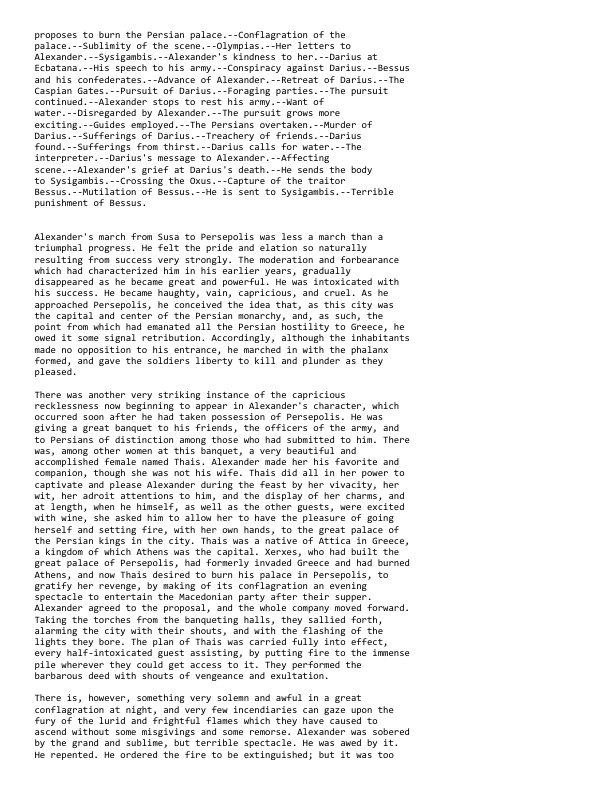 proposes to burn the Persian palace.--Conflagration of the
palace.--Sublimity of the scene.--Olympias.--Her letters to
Alexander.--Sysigambis.--Alexander's kindness to her.--Darius at
Ecbatana.--His speech to his army.--Conspiracy against Darius.--Bessus
and his confederates.--Advance of Alexander.--Retreat of Darius.--The
Caspian Gates.--Pursuit of Darius.--Foraging parties.--The pursuit
continued.--Alexander stops to rest his army.--Want of
water.--Disregarded by Alexander.--The pursuit grows more
exciting.--Guides employed.--The Persians overtaken.--Murder of
Darius.--Sufferings of Darius.--Treachery of friends.--Darius
found.--Sufferings from thirst.--Darius calls for water.--The
interpreter.--Darius's message to Alexander.--Affecting
scene.--Alexander's grief at Darius's death.--He sends the body
to Sysigambis.--Crossing the Oxus.--Capture of the traitor
Bessus.--Mutilation of Bessus.--He is sent to Sysigambis.--Terrible
punishment of Bessus.
Alexander's march from Susa to Persepolis was less a march than a
triumphal progress. He felt the pride and elation so naturally
resulting from success very strongly. The moderation and forbearance
which had characterized him in his earlier years, gradually
disappeared as he became great and powerful. He was intoxicated with
his success. He became haughty, vain, capricious, and cruel. As he
approached Persepolis, he conceived the idea that, as this city was
the capital and center of the Persian monarchy, and, as such, the
point from which had emanated all the Persian hostility to Greece, he
owed it some signal retribution. Accordingly, although the inhabitants
made no opposition to his entrance, he marched in with the phalanx
formed, and gave the soldiers liberty to kill and plunder as they
pleased.
There was another very striking instance of the capricious
recklessness now beginning to appear in Alexander's character, which
occurred soon after he had taken possession of Persepolis. He was
giving a great banquet to his friends, the officers of the army, and
to Persians of distinction among those who had submitted to him. There
was, among other women at this banquet, a very beautiful and
accomplished female named Thais. Alexander made her his favorite and
companion, though she was not his wife. Thais did all in her power to
captivate and please Alexander during the feast by her vivacity, her
wit, her adroit attentions to him, and the display of her charms, and
at length, when he himself, as well as the other guests, were excited
with wine, she asked him to allow her to have the pleasure of going
herself and setting fire, with her own hands, to the great palace of
the Persian kings in the city. Thais was a native of Attica in Greece,
a kingdom of which Athens was the capital. Xerxes, who had built the
great palace of Persepolis, had formerly invaded Greece and had burned
Athens, and now Thais desired to burn his palace in Persepolis, to
gratify her revenge, by making of its conflagration an evening
spectacle to entertain the Macedonian party after their supper.
Alexander agreed to the proposal, and the whole company moved forward.
Taking the torches from the banqueting halls, they sallied forth,
alarming the city with their shouts, and with the flashing of the
lights they bore. The plan of Thais was carried fully into effect,
every half-intoxicated guest assisting, by putting fire to the immense
pile wherever they could get access to it. They performed the
barbarous deed with shouts of vengeance and exultation.
There is, however, something very solemn and awful in a great
conflagration at night, and very few incendiaries can gaze upon the
fury of the lurid and frightful flames which they have caused to
ascend without some misgivings and some remorse. Alexander was sobered
by the grand and sublime, but terrible spectacle. He was awed by it.
He repented. He ordered the fire to be extinguished; but it was too